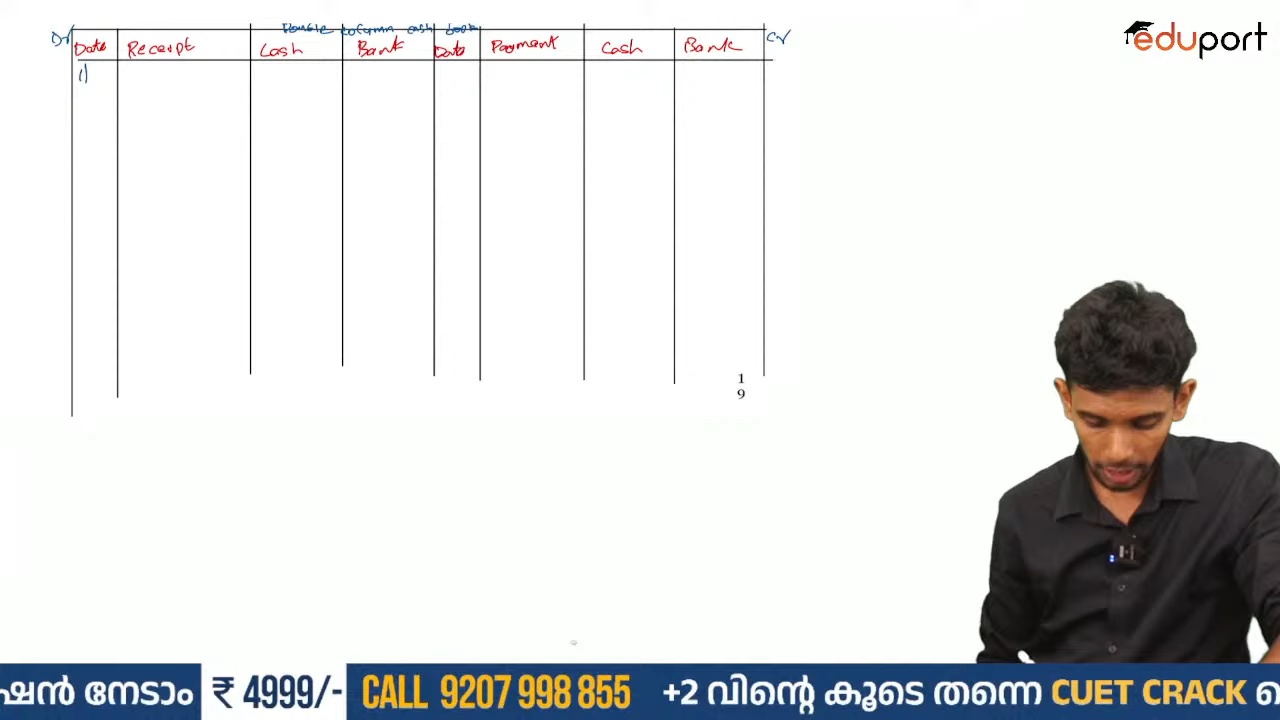 Double column cash book
Dr Date Receipt Cash Bank Date Payment Cash Bank Cr
1)
1
9
eduport
ഷൻ നേടാം ₹ 4999/- CALL 9207 998 855 +2 വിന്റെ കൂടെ തന്നെ CUET CRACK